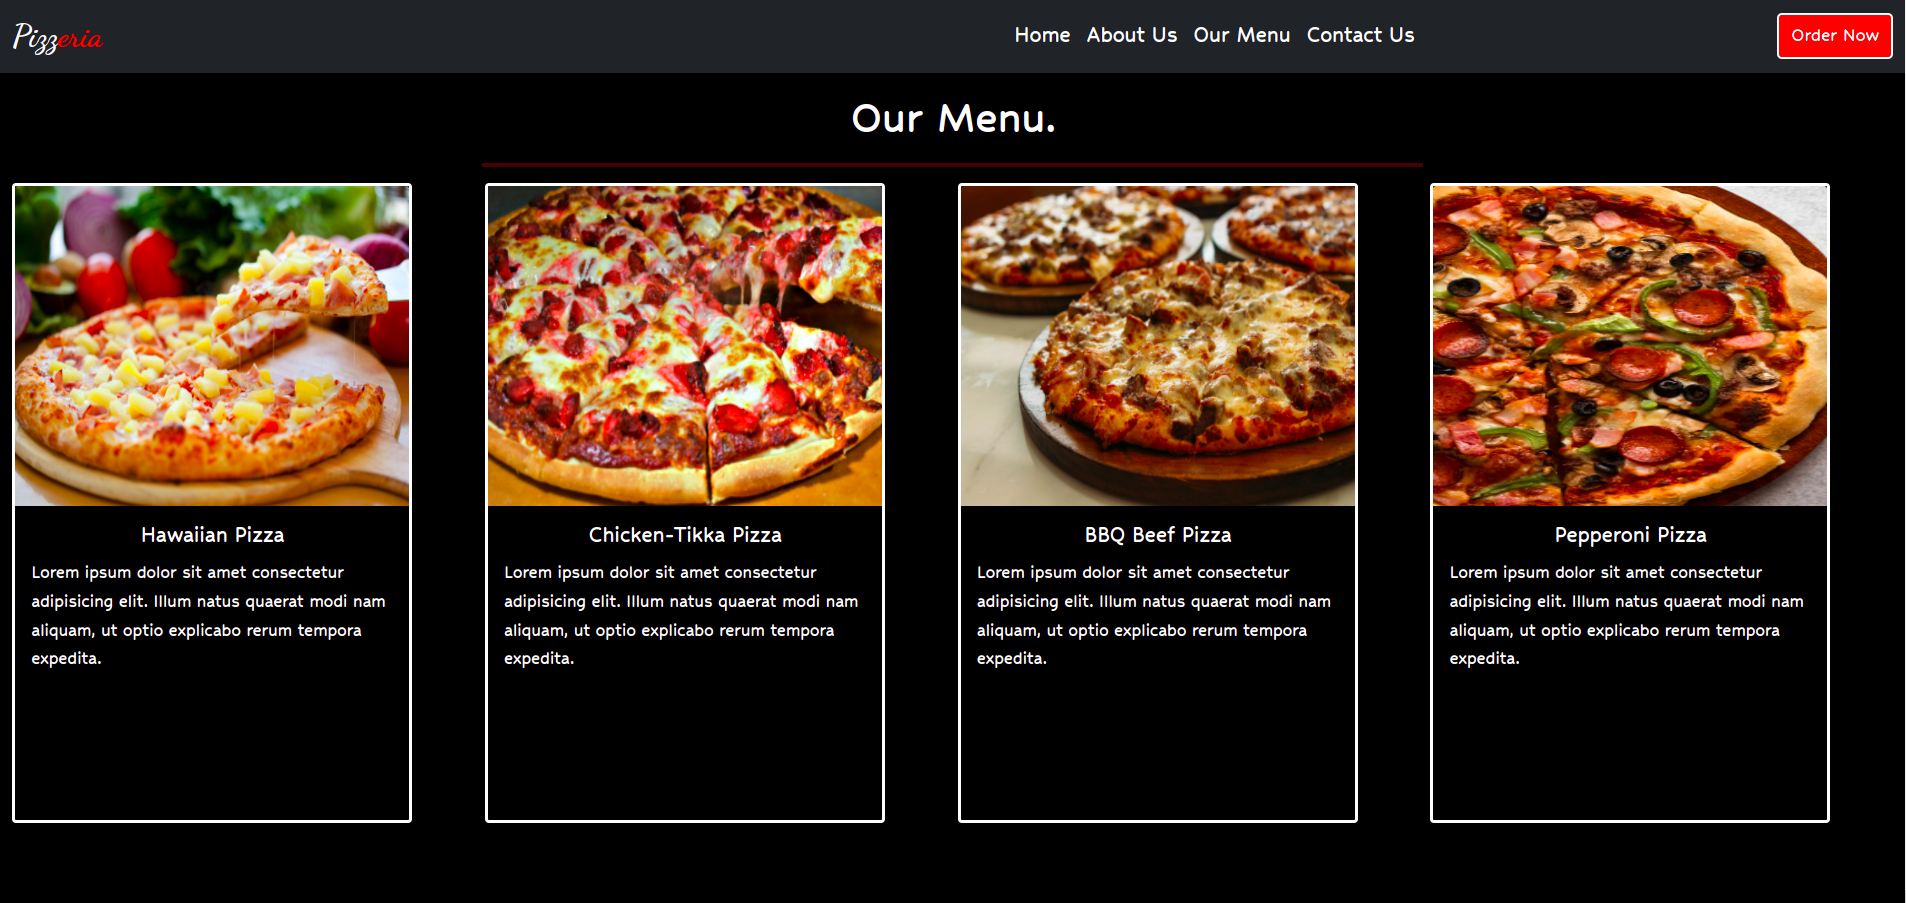 Pizzeria
Home About Us Our Menu Contact Us
Order Now
Our Menu.
Hawaiian Pizza
Lorem ipsum dolor sit amet consectetur
adipisicing elit. Illum natus quaerat modi nam
aliquam, ut optio explicabo rerum tempora
expedita.
Chicken-Tikka Pizza
Lorem ipsum dolor sit amet consectetur
adipisicing elit. Illum natus quaerat modi nam
aliquam, ut optio explicabo rerum tempora
expedita.
BBQ Beef Pizza
Lorem ipsum dolor sit amet consectetur
adipisicing elit. Illum natus quaerat modi nam
aliquam, ut optio explicabo rerum tempora
expedita.
Pepperoni Pizza
Lorem ipsum dolor sit amet consectetur
adipisicing elit. Illum natus quaerat modi nam
aliquam, ut optio explicabo rerum tempora
expedita.